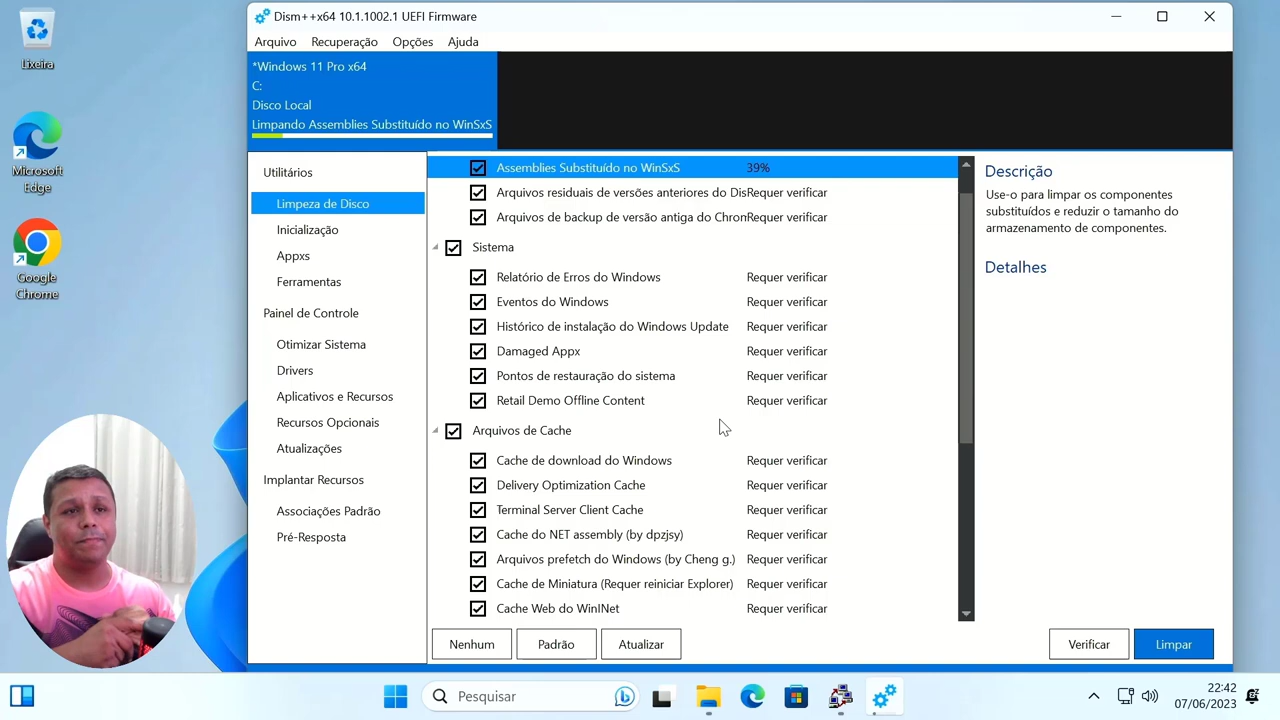 Lixeira
Microsoft
Edge
Google
Chrome
Dism++x64 10.1.1002.1 UEFI Firmware
Arquivo Recuperação Opções Ajuda
*Windows 11 Pro x64
C:
Disco Local
Limpando Assemblies Substituído no WinSxS
Utilitários
Limpeza de Disco
Inicialização
Appxs
Ferramentas
Painel de Controle
Otimizar Sistema
Drivers
Aplicativos e Recursos
Recursos Opcionais
Atualizações
Implantar Recursos
Associações Padrão
Pré-Resposta
Assemblies Substituído no WinSxS 39%
Arquivos residuais de versões anteriores do Dis Requer verificar
Arquivos de backup de versão antiga do Chrom Requer verificar
Sistema
Relatório de Erros do Windows Requer verificar
Eventos do Windows Requer verificar
Histórico de instalação do Windows Update Requer verificar
Damaged Appx Requer verificar
Pontos de restauração do sistema Requer verificar
Retail Demo Offline Content Requer verificar
Arquivos de Cache
Cache de download do Windows Requer verificar
Delivery Optimization Cache Requer verificar
Terminal Server Client Cache Requer verificar
Cache do NET assembly (by dpzjsy) Requer verificar
Arquivos prefetch do Windows (by Cheng g.) Requer verificar
Cache de Miniatura (Requer reiniciar Explorer) Requer verificar
Cache Web do WinINet Requer verificar
Nenhum Padrão Atualizar Verificar Limpar
Descrição
Use-o para limpar os componentes
substituídos e reduzir o tamanho do
armazenamento de componentes.
Detalhes
Pesquisar
22:42
07/06/2023